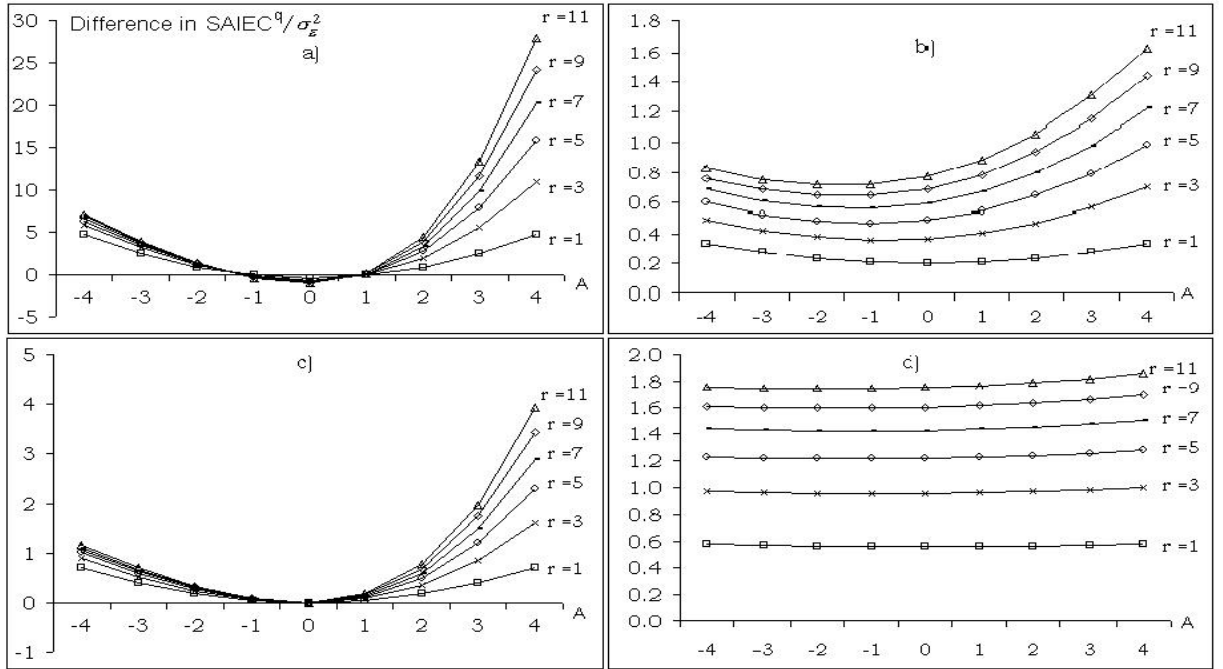 Difference in SAIEC^q/σ_ε^2
a)
30
25
20
15
10
5
0
-5
-4 -3 -2 -1 0 1 2 3 4
A
r =11
r =9
r =7
r =5
r =3
r =1
b)
1.8
1.6
1.4
1.2
1.0
0.8
0.6
0.4
0.2
0.0
-4 -3 -2 -1 0 1 2 3 4
A
r =11
r =9
r =7
r =5
r =3
r =1
c)
5
4
3
2
1
0
-1
-4 -3 -2 -1 0 1 2 3 4
A
r =11
r =9
r =7
r =5
r =3
r =1
d)
2.0
1.8
1.6
1.4
1.2
1.0
0.8
0.6
0.4
0.2
0.0
-4 -3 -2 -1 0 1 2 3 4
A
r =11
r -9
r =7
r =5
r =3
r =1